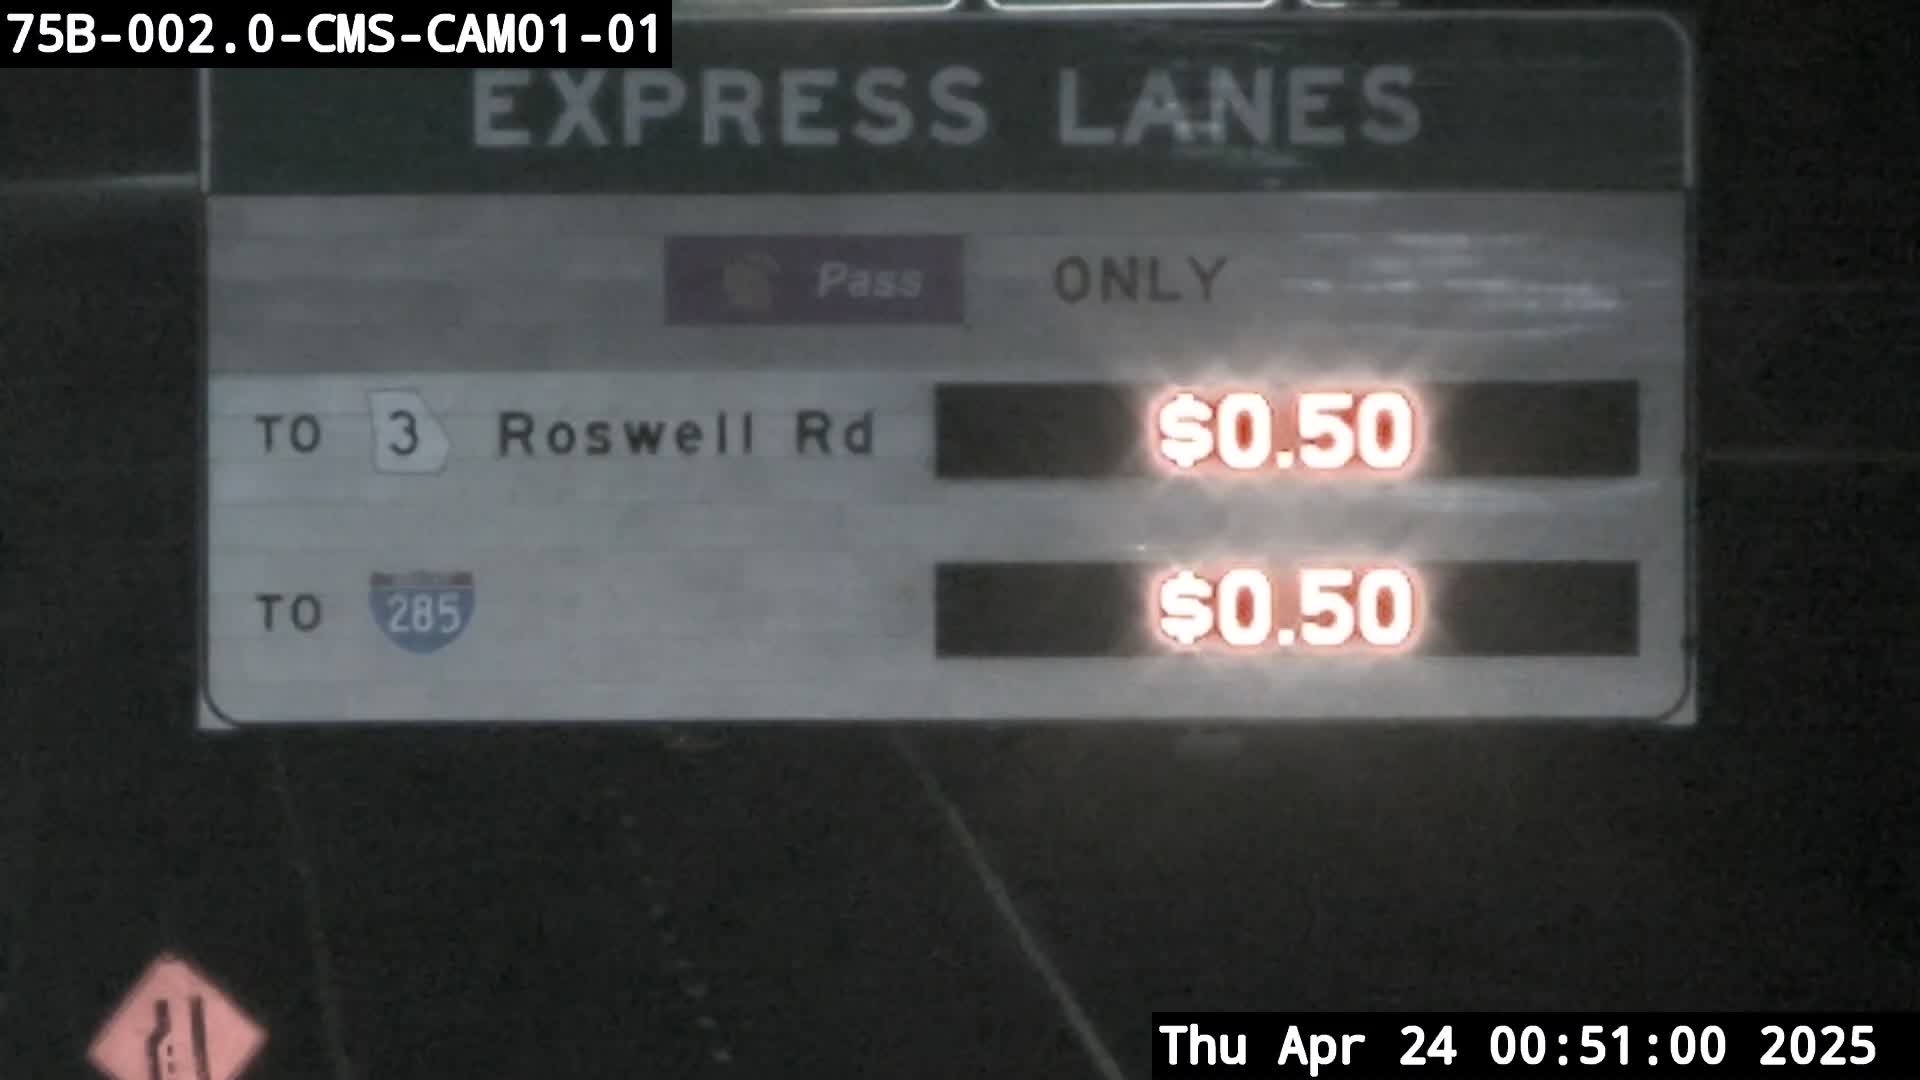 75B-002.0-CMS-CAM01-01
EXPRESS LANES
Pass ONLY
TO 3 Roswell Rd $0.50
TO 285 $0.50
Thu Apr 24 00:51:00 2025